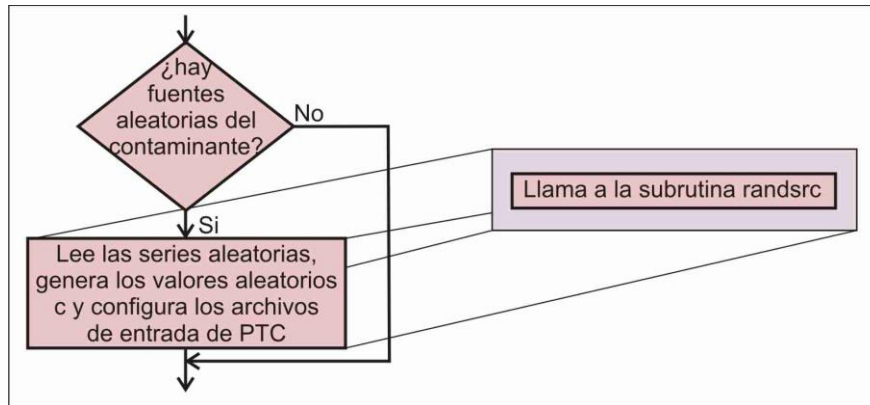 ¿hay
fuentes
aleatorias del
contaminante?
No
Si
Lee las series aleatorias,
genera los valores aleatorios
c y configura los archivos
de entrada de PTC
Llama a la subrutina randsrc